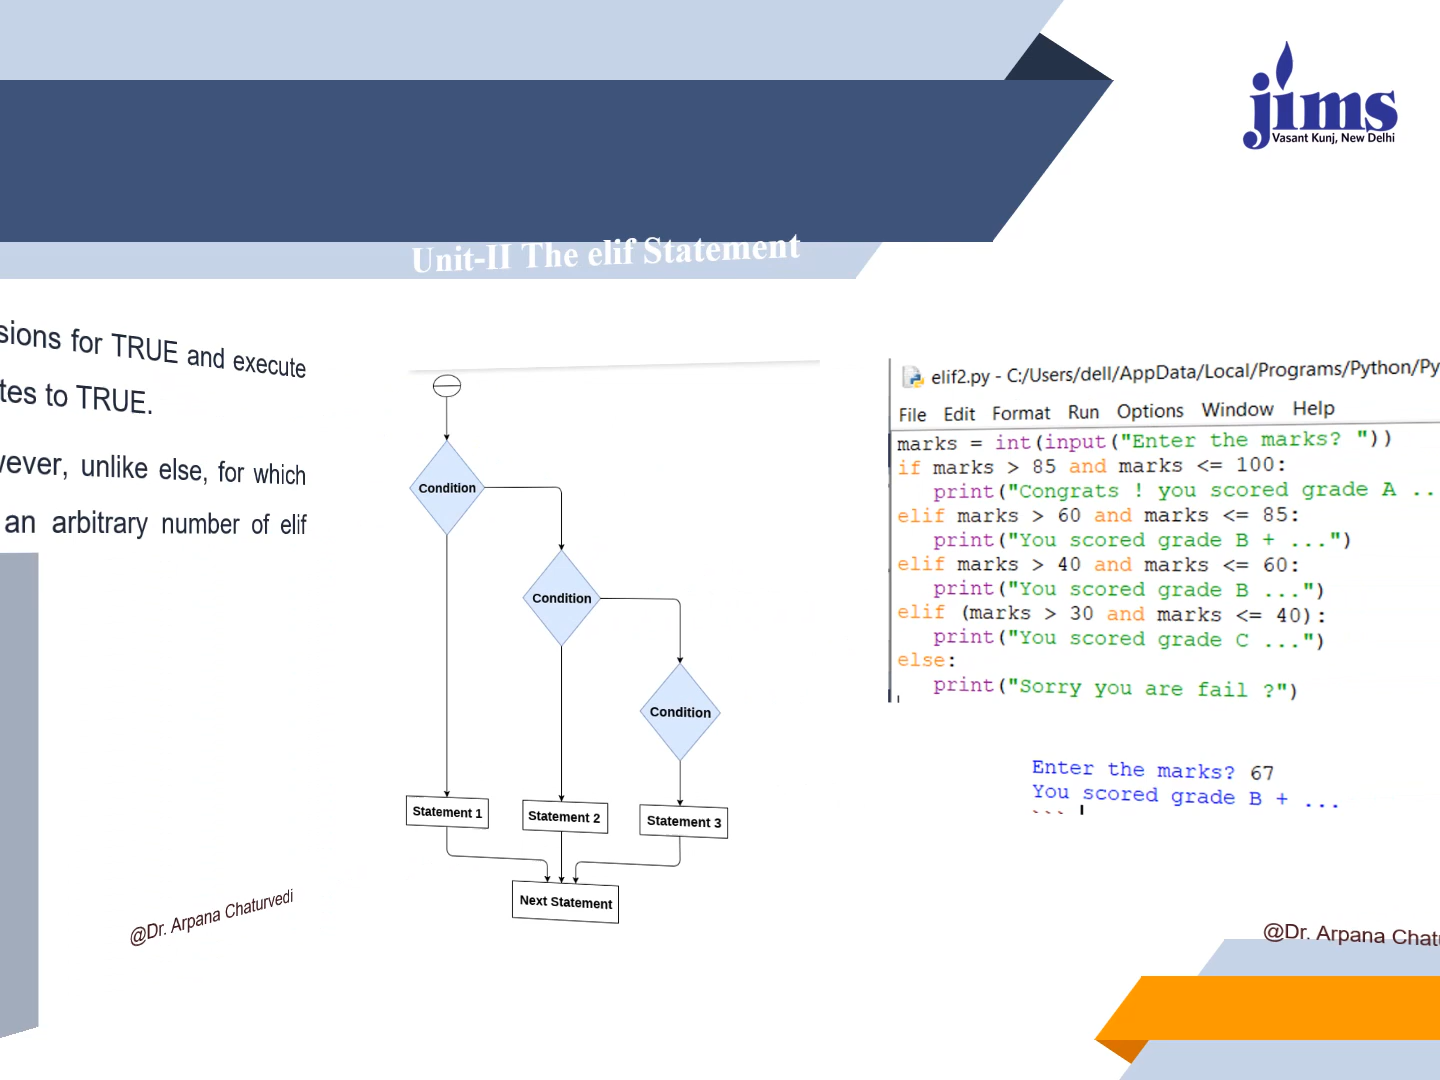 jims
Vasant Kunj, New Delhi
Unit-II The elif Statement
for TRUE and execute
to TRUE.
unlike else, for which
an arbitrary number of elif
@Dr. Arpana Chaturvedi
Condition
Condition
Condition
Statement 1
Statement 2
Statement 3
Next Statement
elif2.py - C:/Users/dell/AppData/Local/Programs/Python/Py
File Edit Format Run Options Window Help
marks = int(input("Enter the marks? "))
if marks > 85 and marks <= 100:
   print("Congrats ! you scored grade A ..
elif marks > 60 and marks <= 85:
   print("You scored grade B + ...")
elif marks > 40 and marks <= 60:
   print("You scored grade B ...")
elif (marks > 30 and marks <= 40):
   print("You scored grade C ...")
else:
   print("Sorry you are fail ?")
Enter the marks? 67
You scored grade B + ...
@Dr. Arpana